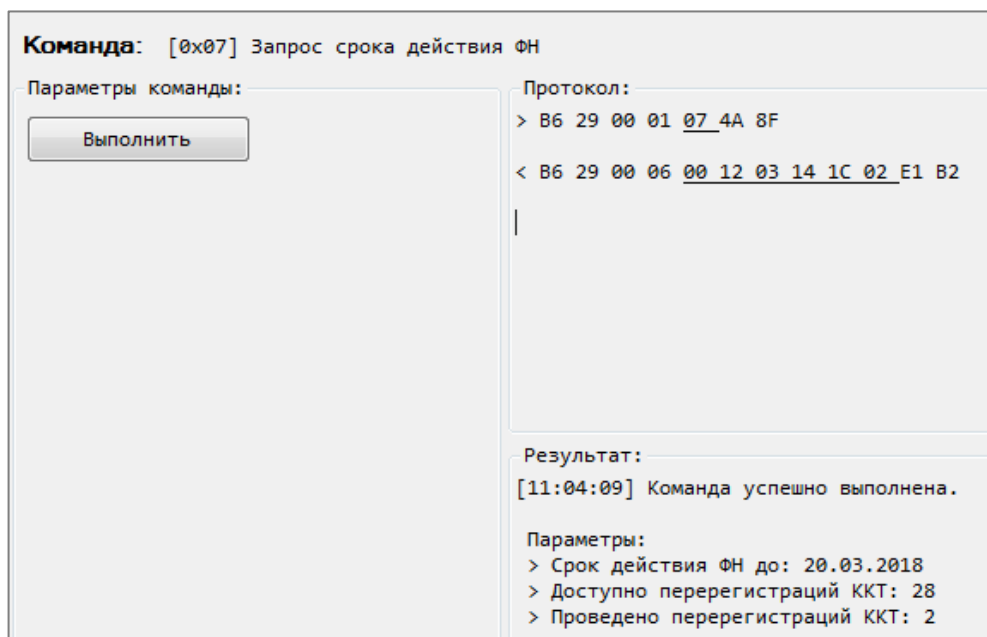 Команда: [0x07] Запрос срока действия ФН
Параметры команды:
Выполнить
Протокол:
> B6 29 00 01 07 4A 8F
< B6 29 00 06 00 12 03 14 1C 02 E1 B2
Результат:
[11:04:09] Команда успешно выполнена.
Параметры:
> Срок действия ФН до: 20.03.2018
> Доступно перерегистраций ККТ: 28
> Проведено перерегистраций ККТ: 2